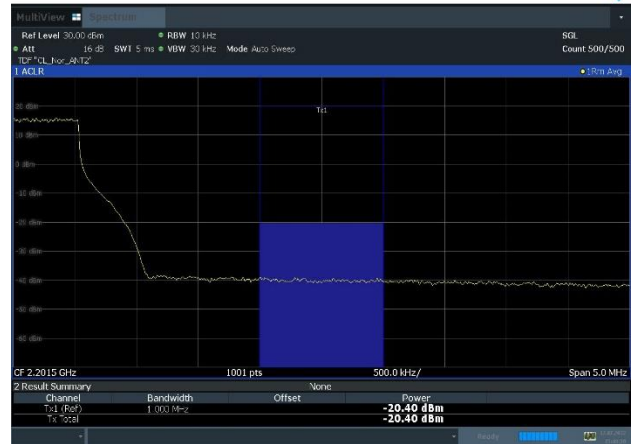 MultiView Spectrum
Ref Level 30.00 dBm RBW 10 kHz SGL
Att 16 dB SWT 5 ms VBW 30 kHz Mode Auto Sweep Count 500/500
TDF "CL_Nor_ANT2"
1 ACLR 1Rm Avg
20 dBm
Tx1
10 dBm
0 dBm
-10 dBm
-20 dBm
-30 dBm
-40 dBm
-50 dBm
-60 dBm
CF 2.2015 GHz 1001 pts 500.0 kHz/ Span 5.0 MHz
2 Result Summary None
Channel Bandwidth Offset Power
Tx1 (Ref) 1.000 MHz -20.40 dBm
Tx Total -20.40 dBm
Ready